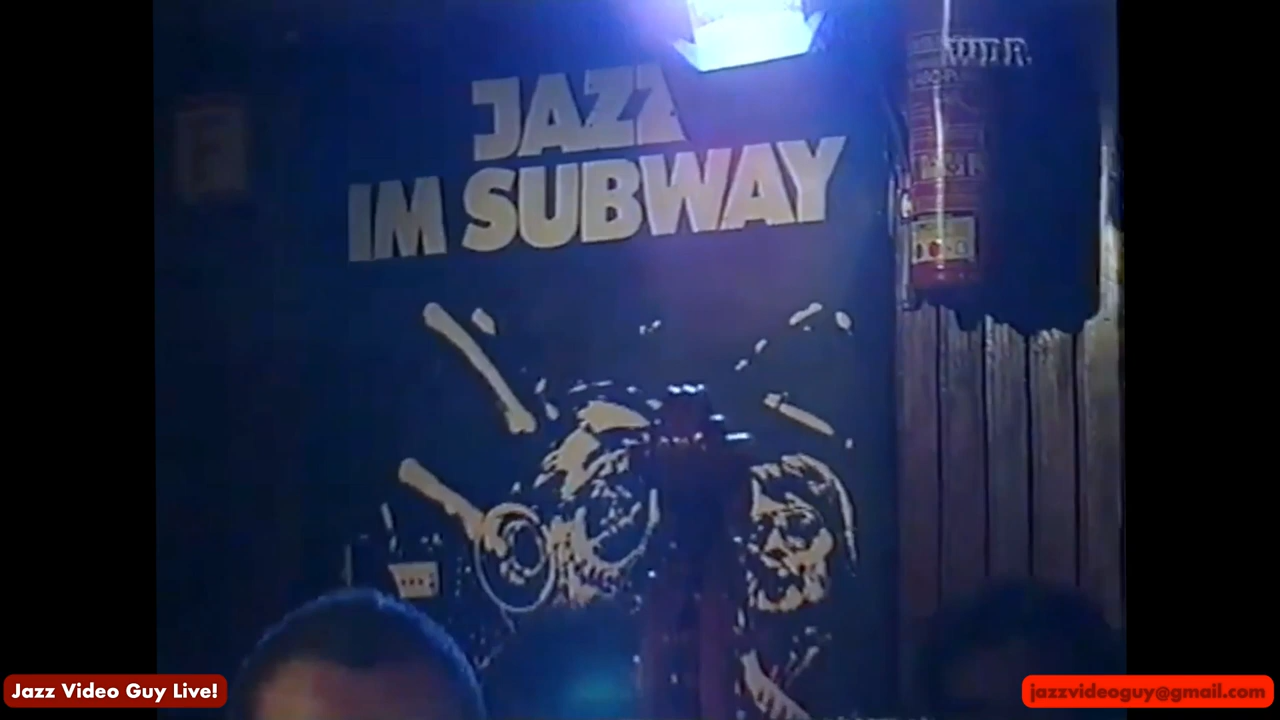 WDR
JAZZ
IM SUBWAY
Jazz Video Guy Live!
jazzvideoguy@gmail.com